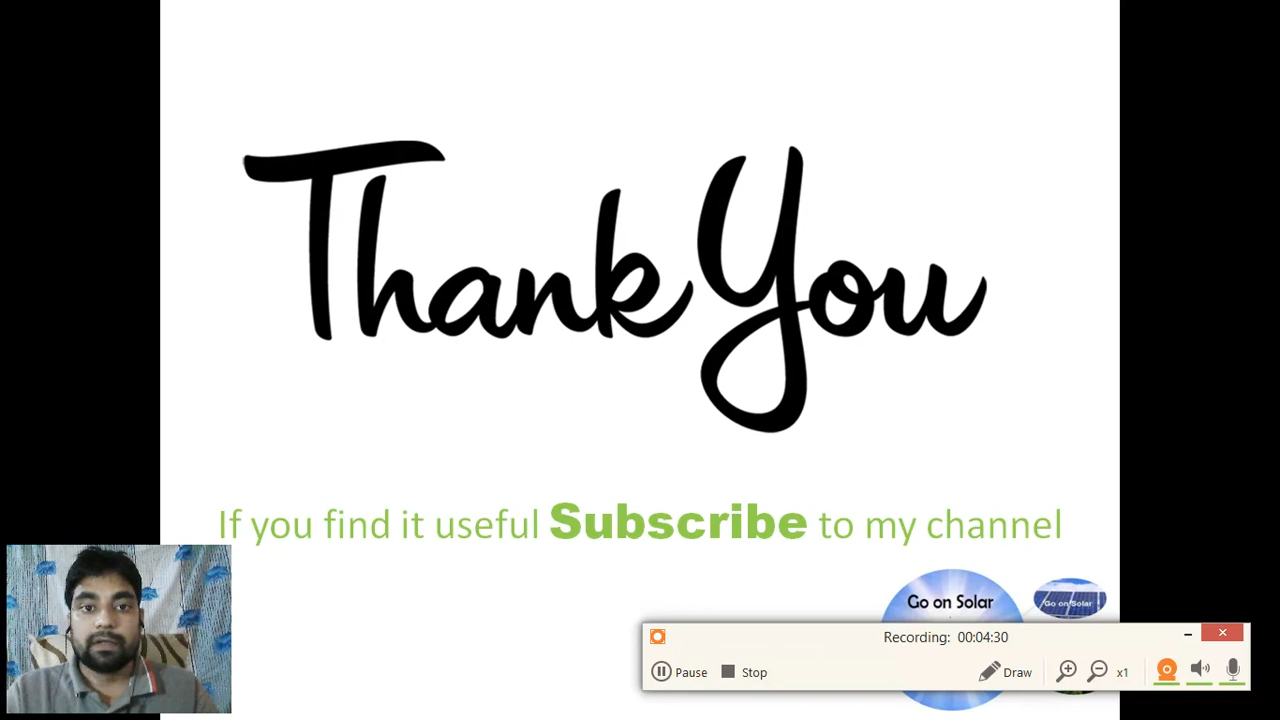 Thank You
If you find it useful Subscribe to my channel
Go on Solar
Go on Solar
Recording: 00:04:30
Pause
Stop
Draw
x1